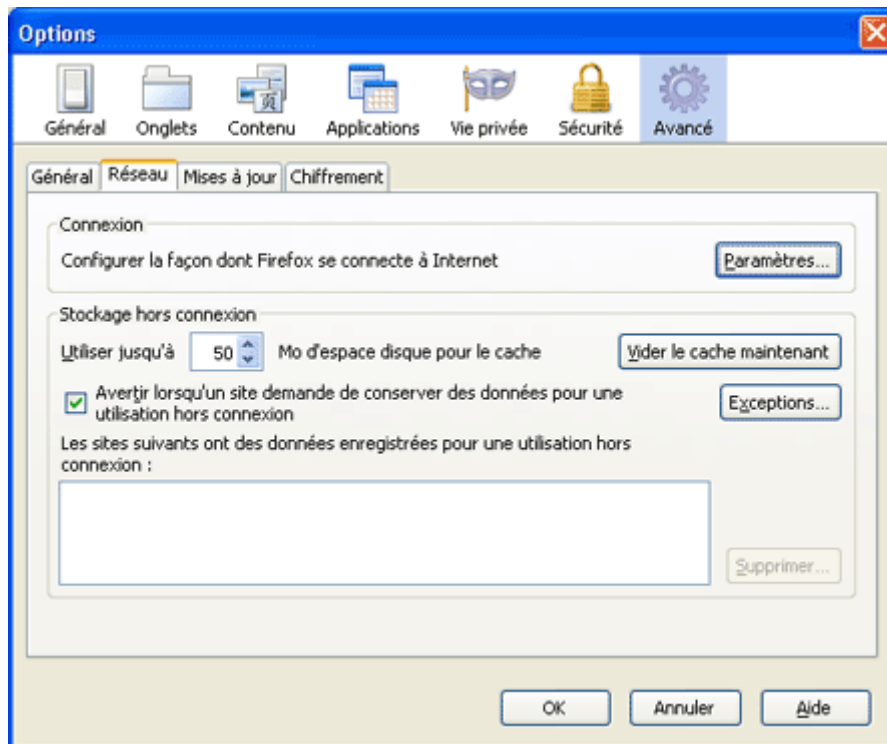 Options
Général Onglets Contenu Applications Vie privée Sécurité Avancé
Général Réseau Mises à jour Chiffrement
Connexion
Configurer la façon dont Firefox se connecte à Internet Paramètres...
Stockage hors connexion
Utiliser jusqu'à 50 Mo d'espace disque pour le cache Vider le cache maintenant
Avertir lorsqu'un site demande de conserver des données pour une
utilisation hors connexion
Exceptions...
Les sites suivants ont des données enregistrées pour une utilisation hors
connexion :
Supprimer...
OK Annuler Aide